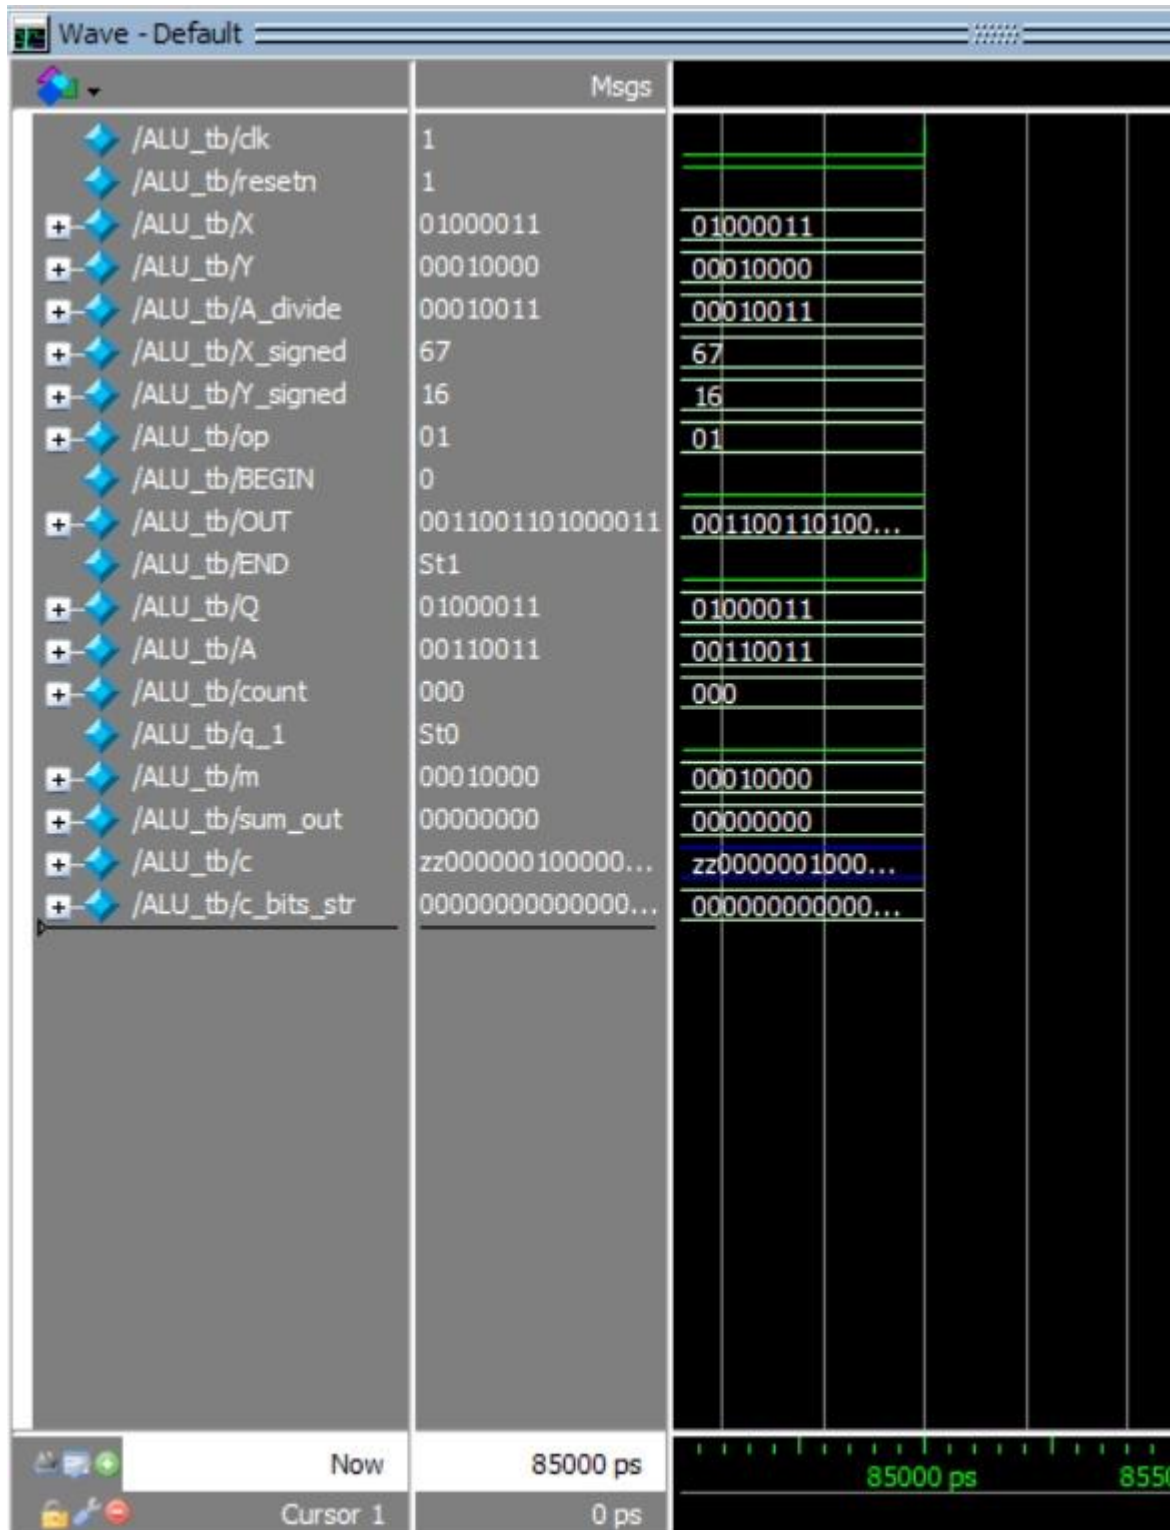 Wave - Default
Msgs
/ALU_tb/clk 1
/ALU_tb/resetn 1
/ALU_tb/X 01000011 01000011
/ALU_tb/Y 00010000 00010000
/ALU_tb/A_divide 00010011 00010011
/ALU_tb/X_signed 67 67
/ALU_tb/Y_signed 16 16
/ALU_tb/op 01 01
/ALU_tb/BEGIN 0
/ALU_tb/OUT 0011001101000011 001100110100...
/ALU_tb/END St1
/ALU_tb/Q 01000011 01000011
/ALU_tb/A 00110011 00110011
/ALU_tb/count 000 000
/ALU_tb/q_1 St0
/ALU_tb/m 00010000 00010000
/ALU_tb/sum_out 00000000 00000000
/ALU_tb/c zz000000100000... zz0000001000...
/ALU_tb/c_bits_str 00000000000000... 000000000000...
Now 85000 ps 85000 ps 8550
Cursor 1 0 ps